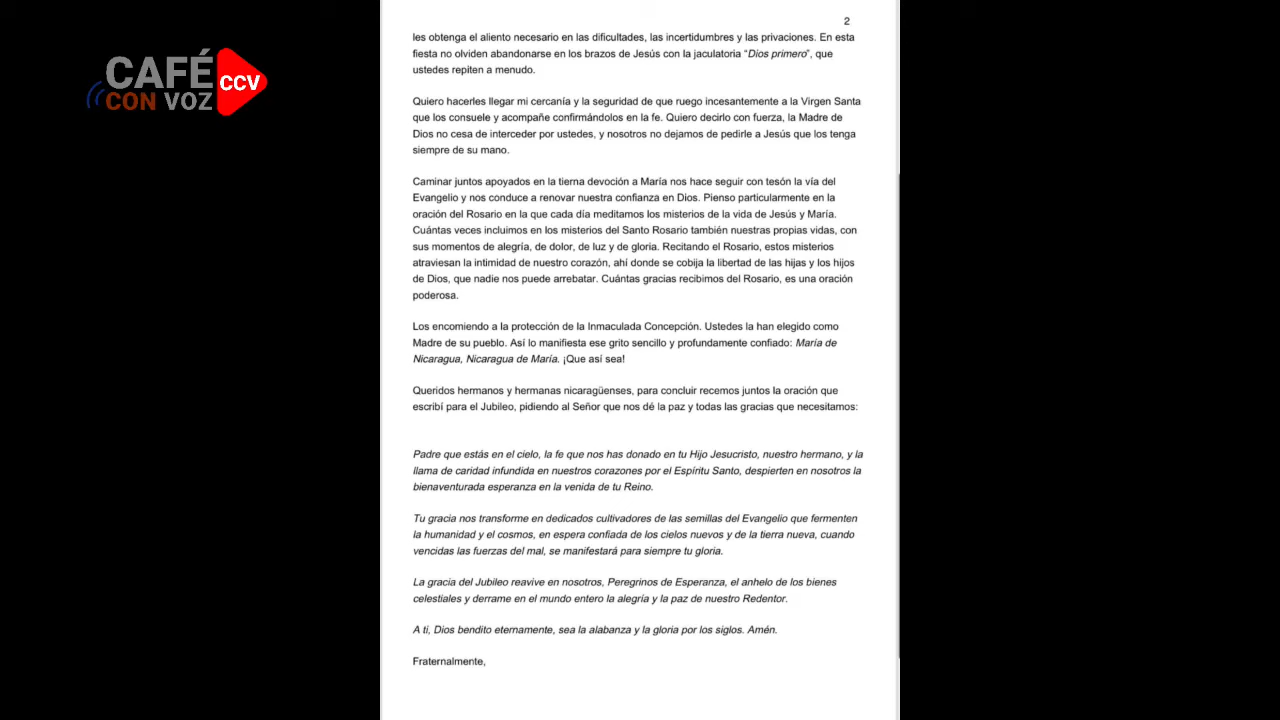 CAFÉ
CON VOZ
CCV
2
les obtenga el aliento necesario en las dificultades, las incertidumbres y las privaciones. En esta
fiesta no olviden abandonarse en los brazos de Jesús con la jaculatoria “Dios primero”, que
ustedes repiten a menudo.
Quiero hacerles llegar mi cercanía y la seguridad de que ruego incesantemente a la Virgen Santa
que los consuele y acompañe confirmándolos en la fe. Quiero decirlo con fuerza, la Madre de
Dios no cesa de interceder por ustedes, y nosotros no dejamos de pedirle a Jesús que los tenga
siempre de su mano.
Caminar juntos apoyados en la tierna devoción a María nos hace seguir con tesón la vía del
Evangelio y nos conduce a renovar nuestra confianza en Dios. Pienso particularmente en la
oración del Rosario en la que cada día meditamos los misterios de la vida de Jesús y María.
Cuántas veces incluimos en los misterios del Santo Rosario también nuestras propias vidas, con
sus momentos de alegría, de dolor, de luz y de gloria. Recitando el Rosario, estos misterios
atraviesan la intimidad de nuestro corazón, ahí donde se cobija la libertad de las hijas y los hijos
de Dios, que nadie nos puede arrebatar. Cuántas gracias recibimos del Rosario, es una oración
poderosa.
Los encomiendo a la protección de la Inmaculada Concepción. Ustedes la han elegido como
Madre de su pueblo. Así lo manifiesta ese grito sencillo y profundamente confiado: María de
Nicaragua, Nicaragua de María. ¡Que así sea!
Queridos hermanos y hermanas nicaragüenses, para concluir recemos juntos la oración que
escribí para el Jubileo, pidiendo al Señor que nos dé la paz y todas las gracias que necesitamos:
Padre que estás en el cielo, la fe que nos has donado en tu Hijo Jesucristo, nuestro hermano, y la
llama de caridad infundida en nuestros corazones por el Espíritu Santo, despierten en nosotros la
bienaventurada esperanza en la venida de tu Reino.
Tu gracia nos transforme en dedicados cultivadores de las semillas del Evangelio que fermenten
la humanidad y el cosmos, en espera confiada de los cielos nuevos y de la tierra nueva, cuando
vencidas las fuerzas del mal, se manifestará para siempre tu gloria.
La gracia del Jubileo reavive en nosotros, Peregrinos de Esperanza, el anhelo de los bienes
celestiales y derrame en el mundo entero la alegría y la paz de nuestro Redentor.
A ti, Dios bendito eternamente, sea la alabanza y la gloria por los siglos. Amén.
Fraternalmente,